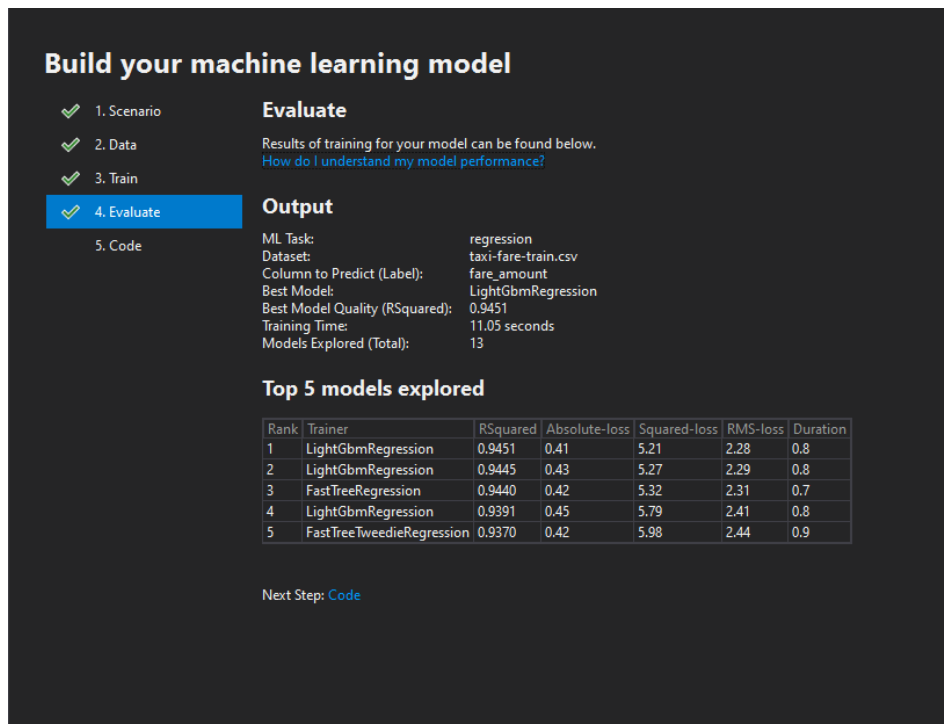 Build your machine learning model
1. Scenario
2. Data
3. Train
4. Evaluate
5. Code
Evaluate
Results of training for your model can be found below.
How do I understand my model performance?
Output
ML Task: regression
Dataset: taxi-fare-train.csv
Column to Predict (Label): fare_amount
Best Model: LightGbmRegression
Best Model Quality (RSquared): 0.9451
Training Time: 11.05 seconds
Models Explored (Total): 13
Top 5 models explored
Rank Trainer RSquared Absolute-loss Squared-loss RMS-loss Duration
1 LightGbmRegression 0.9451 0.41 5.21 2.28 0.8
2 LightGbmRegression 0.9445 0.43 5.27 2.29 0.8
3 FastTreeRegression 0.9440 0.42 5.32 2.31 0.7
4 LightGbmRegression 0.9391 0.45 5.79 2.41 0.8
5 FastTreeTweedieRegression 0.9370 0.42 5.98 2.44 0.9
Next Step: Code